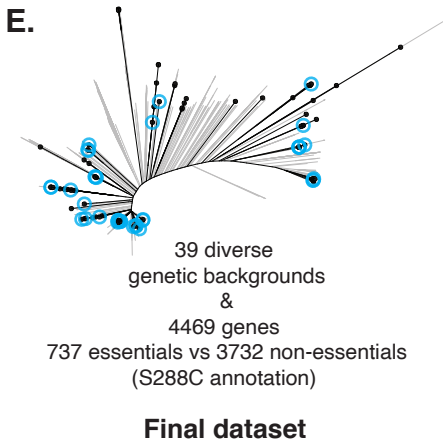 E.
39 diverse
genetic backgrounds
&
4469 genes
737 essentials vs 3732 non-essentials
(S288C annotation)
Final dataset